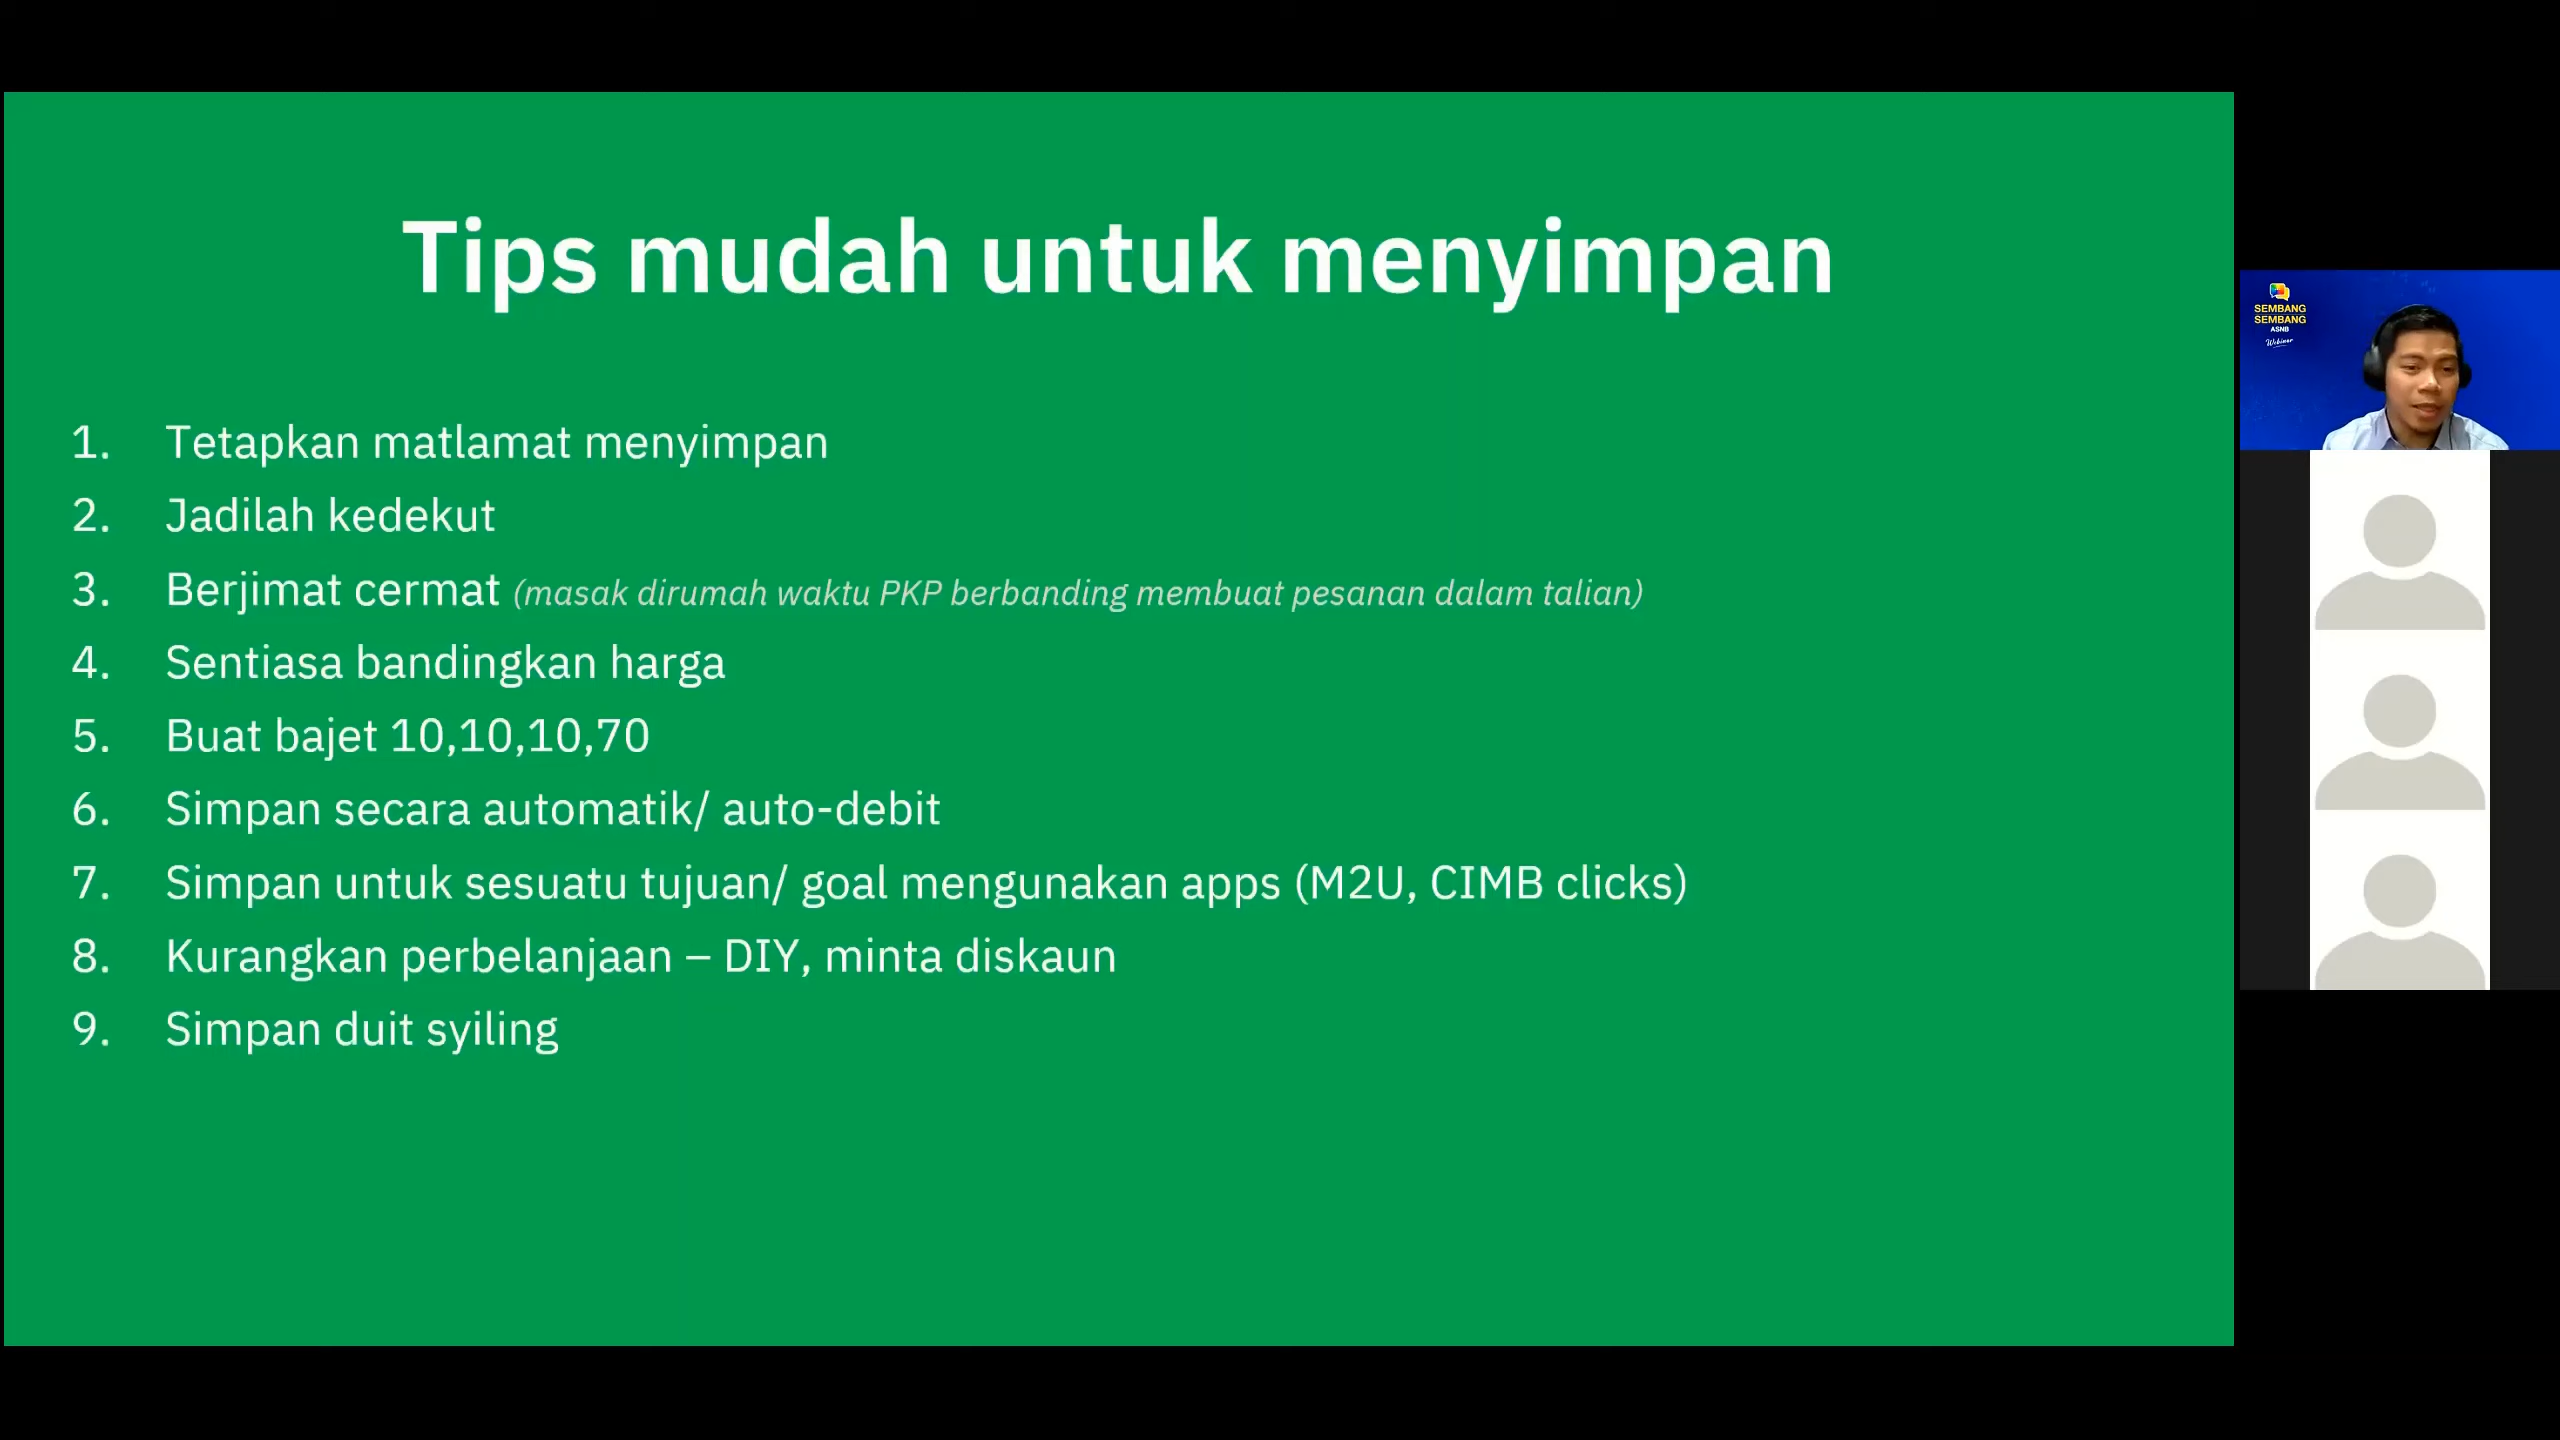 Tips mudah untuk menyimpan
1. Tetapkan matlamat menyimpan
2. Jadilah kedekut
3. Berjimat cermat (masak dirumah waktu PKP berbanding membuat pesanan dalam talian)
4. Sentiasa bandingkan harga
5. Buat bajet 10,10,10,70
6. Simpan secara automatik/ auto-debit
7. Simpan untuk sesuatu tujuan/ goal mengunakan apps (M2U, CIMB clicks)
8. Kurangkan perbelanjaan – DIY, minta diskaun
9. Simpan duit syiling
SEMBANG
SEMBANG
ASNB
Webinar